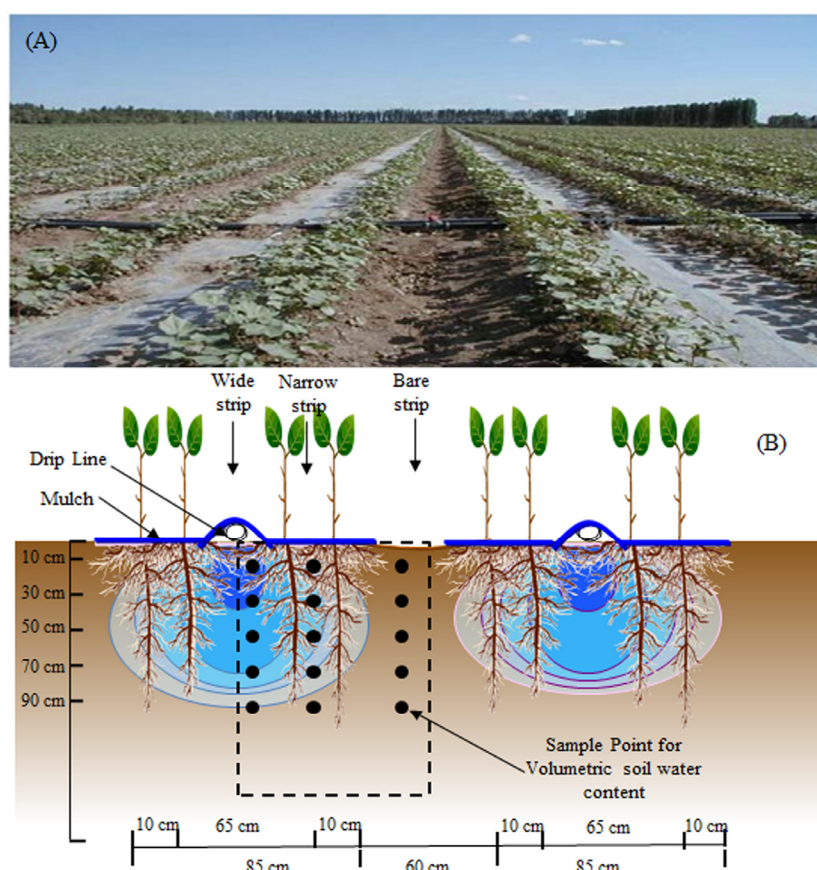 (A)
Wide
strip
Narrow
strip
Bare
strip
(B)
Drip Line
Mulch
10 cm
30 cm
50 cm
70 cm
90 cm
Sample Point for
Volumetric soil water
content
10 cm
65 cm
10 cm
10 cm
65 cm
10 cm
85 cm
60 cm
85 cm